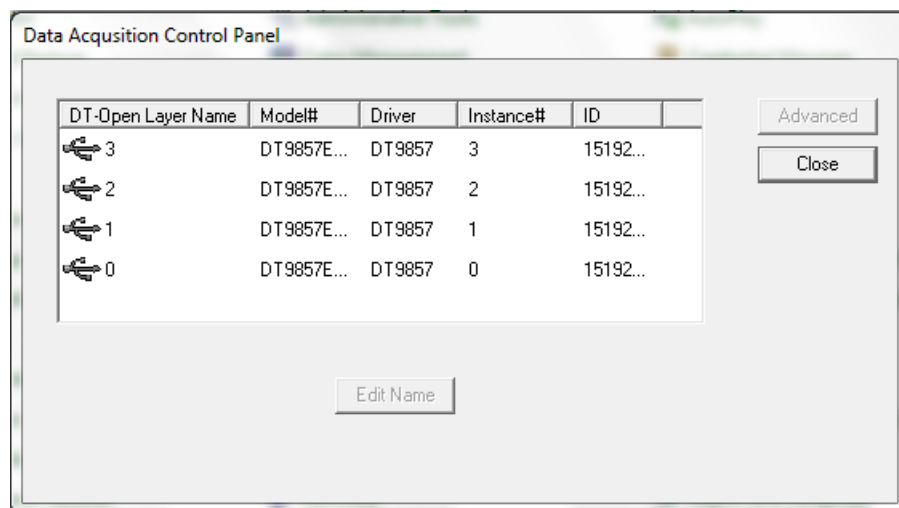 Data Acqusition Control Panel
DT-Open Layer Name Model# Driver Instance# ID
3 DT9857E... DT9857 3 15192...
2 DT9857E... DT9857 2 15192...
1 DT9857E... DT9857 1 15192...
0 DT9857E... DT9857 0 15192...
Advanced
Close
Edit Name